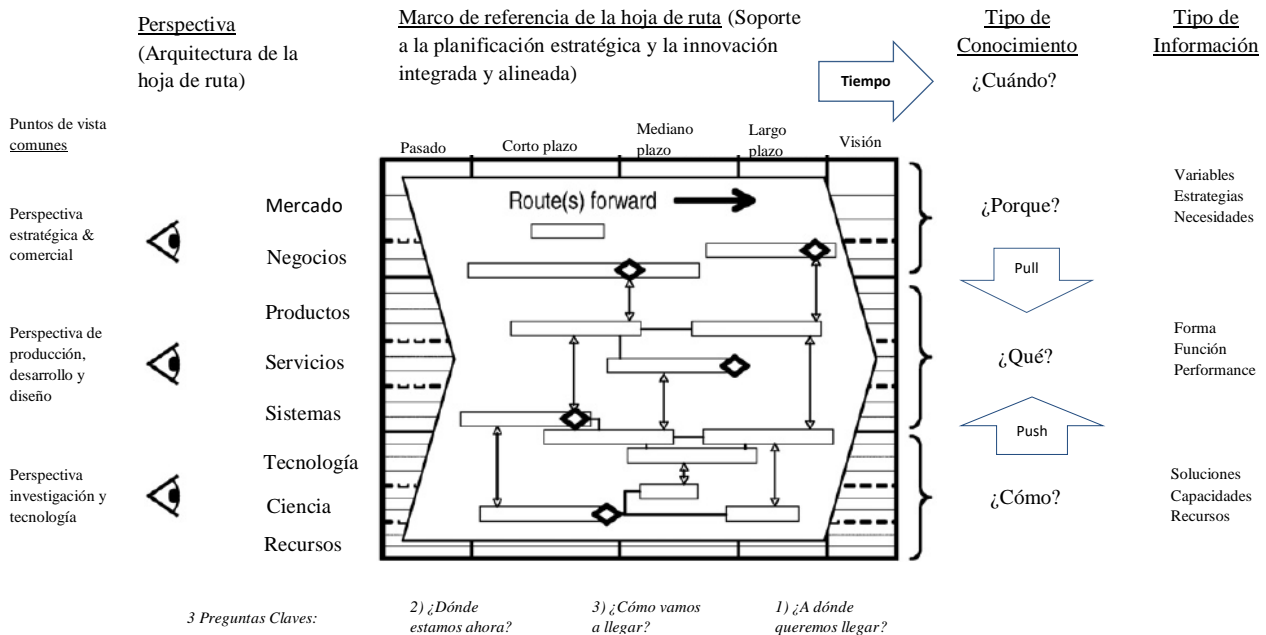 Perspectiva
(Arquitectura de la
hoja de ruta)
Marco de referencia de la hoja de ruta (Soporte
a la planificación estratégica y la innovación
integrada y alineada)
Tiempo
Tipo de
Conocimiento
¿Cuándo?
Tipo de
Información
Puntos de vista
comunes
Pasado
Corto plazo
Mediano
plazo
Largo
plazo
Visión
Perspectiva
estratégica &
comercial
Mercado
Negocios
Route(s) forward
¿Porque?
Variables
Estrategias
Necesidades
Pull
Perspectiva de
producción,
desarrollo y
diseño
Productos
Servicios
Sistemas
¿Qué?
Forma
Función
Performance
Push
Perspectiva
investigación y
tecnología
Tecnología
Ciencia
Recursos
¿Cómo?
Soluciones
Capacidades
Recursos
3 Preguntas Claves:
2) ¿Dónde
estamos ahora?
3) ¿Cómo vamos
a llegar?
1) ¿A dónde
queremos llegar?